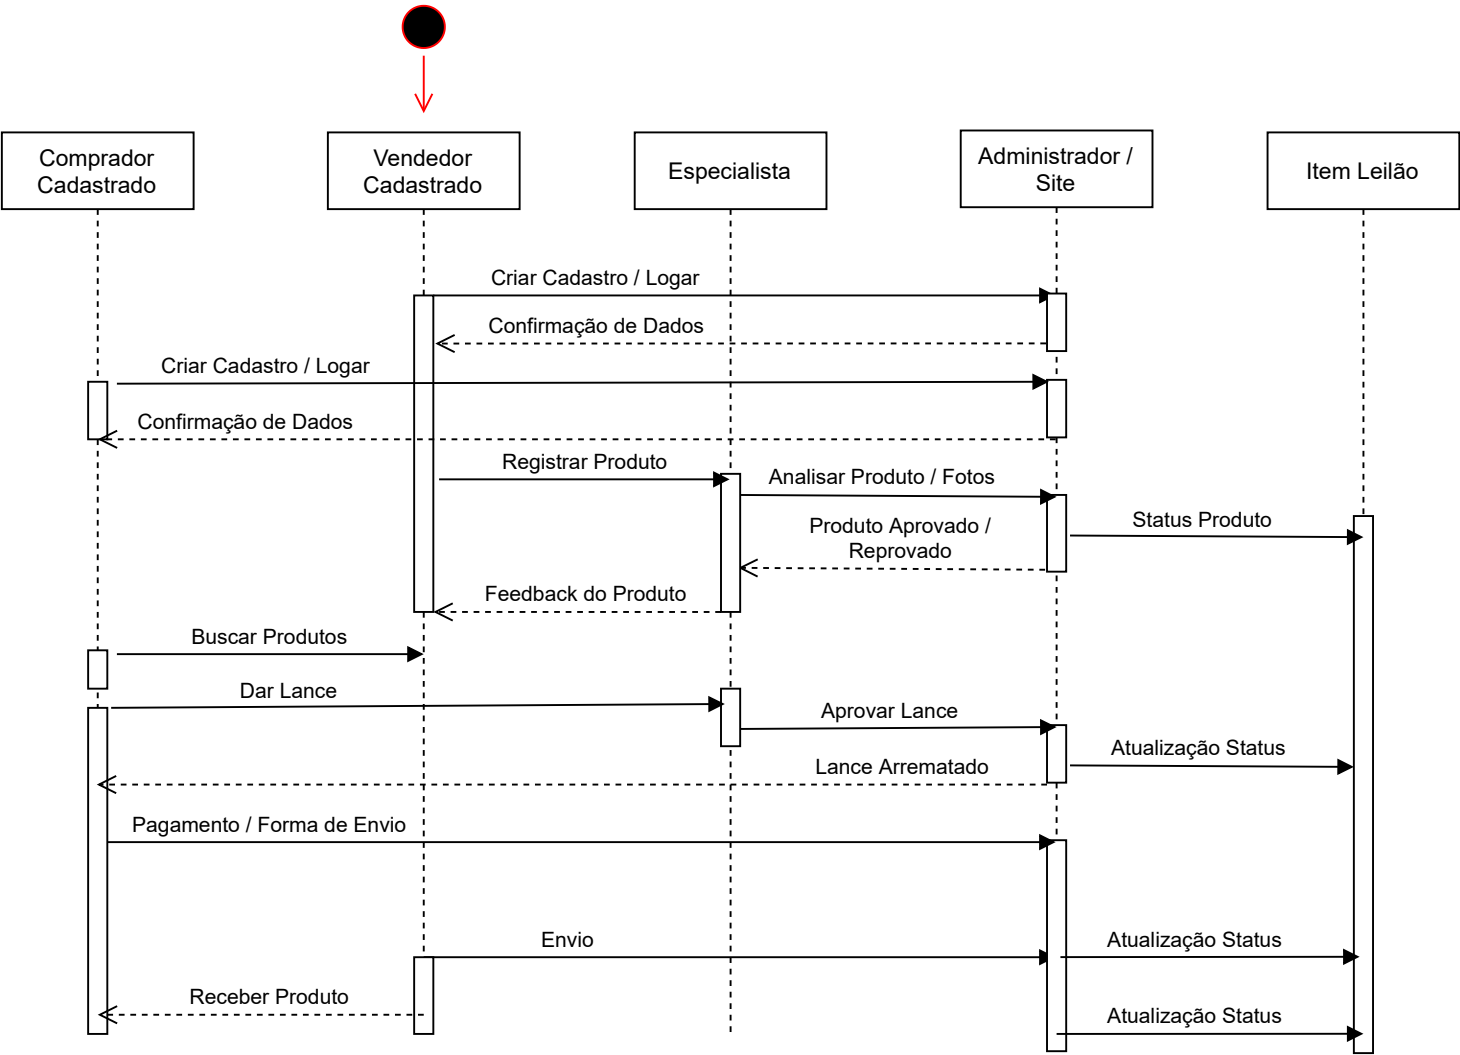 Comprador
Cadastrado
Vendedor
Cadastrado
Especialista
Administrador /
Site
Item Leilão
Criar Cadastro / Logar
Confirmação de Dados
Criar Cadastro / Logar
Confirmação de Dados
Registrar Produto
Analisar Produto / Fotos
Status Produto
Produto Aprovado /
Reprovado
Feedback do Produto
Buscar Produtos
Dar Lance
Aprovar Lance
Atualização Status
Lance Arrematado
Pagamento / Forma de Envio
Envio
Atualização Status
Receber Produto
Atualização Status